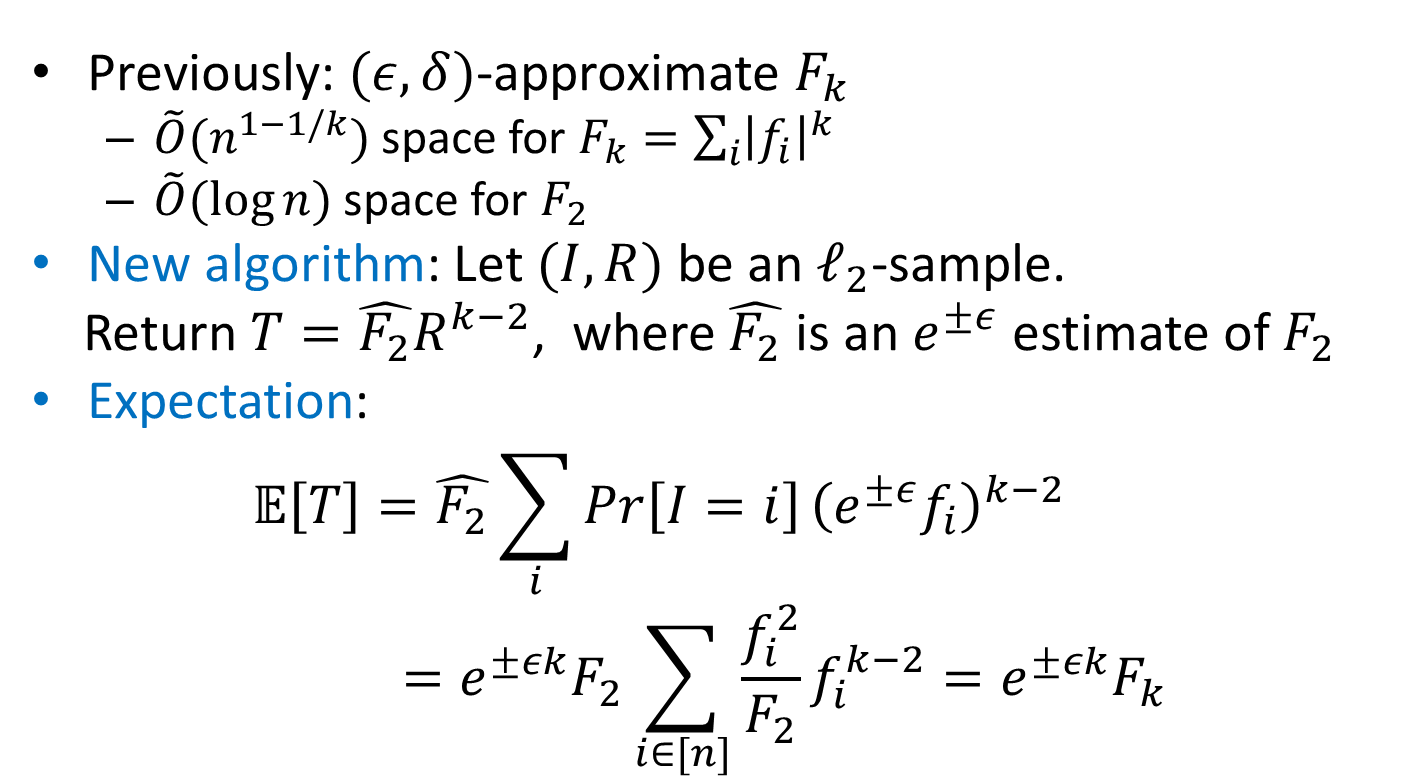 • Previously: (ϵ, δ)-approximate F_k
– Õ(n^{1−1/k}) space for F_k = ∑_i|f_i|^k
– Õ(log n) space for F_2
• New algorithm: Let (I, R) be an ℓ_2-sample.
Return T = \widehat{F_2}R^{k−2}, where \widehat{F_2} is an e^{±ϵ} estimate of F_2
• Expectation:
𝔼[T] = \widehat{F_2} ∑_i Pr[I = i] (e^{±ϵ}f_i)^{k−2}
= e^{±ϵk}F_2 ∑_{i∈[n]} \frac{f_i^2}{F_2} f_i^{k−2} = e^{±ϵk}F_k